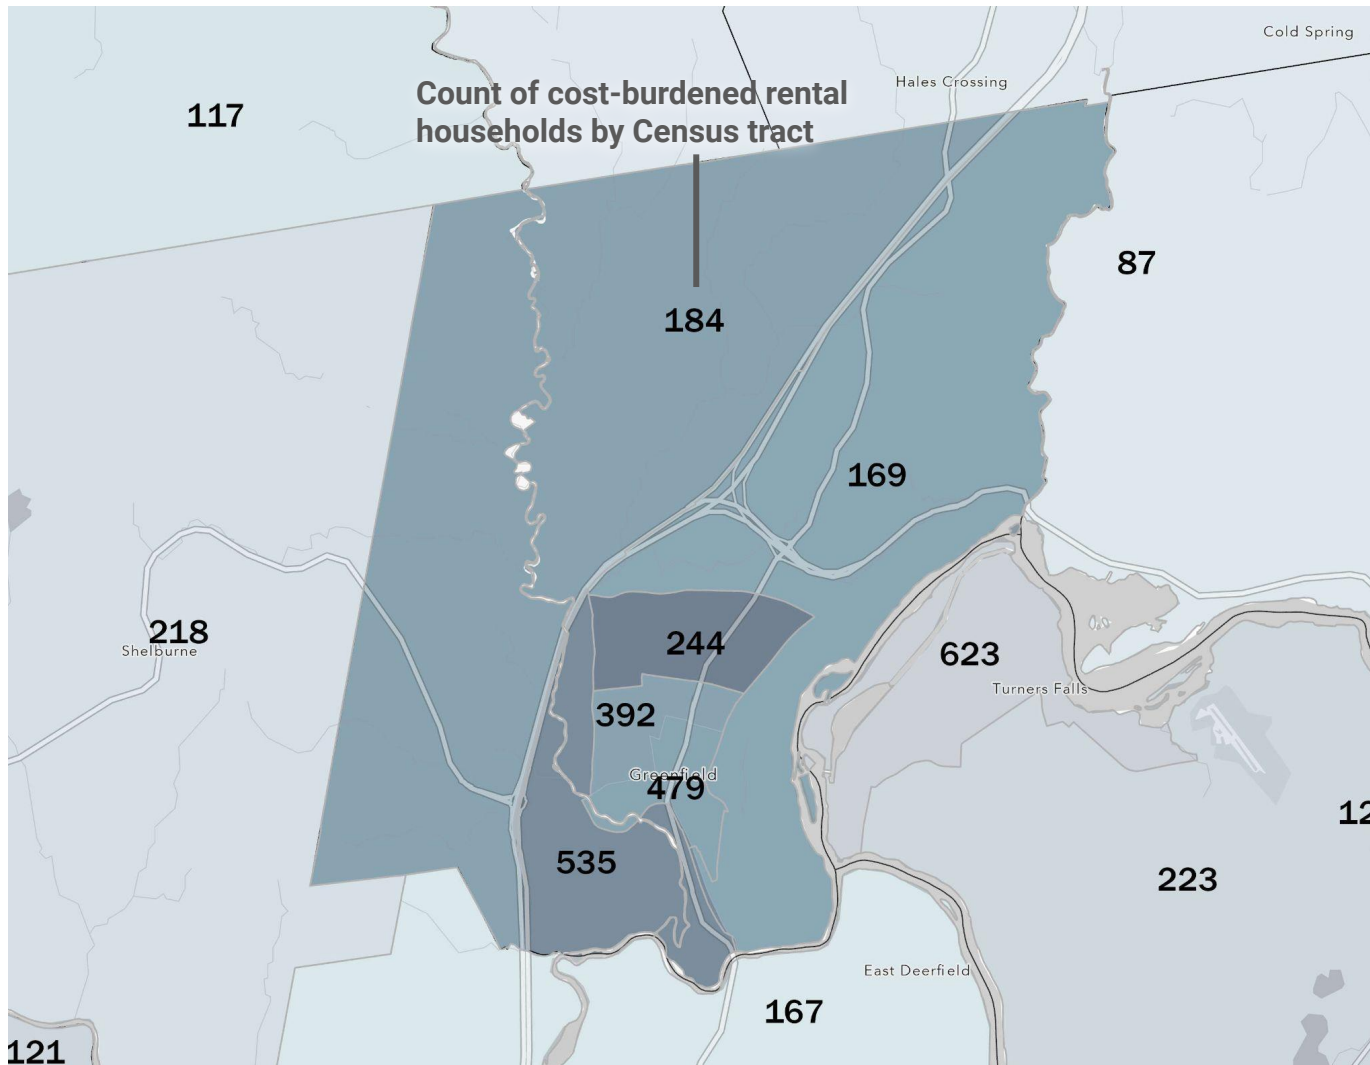 Cold Spring
Hales Crossing
Count of cost-burdened rental
households by Census tract
117
87
184
169
218
Shelburne
244
623
Turners Falls
392
Greenfield
479
12
535
223
East Deerfield
167
121